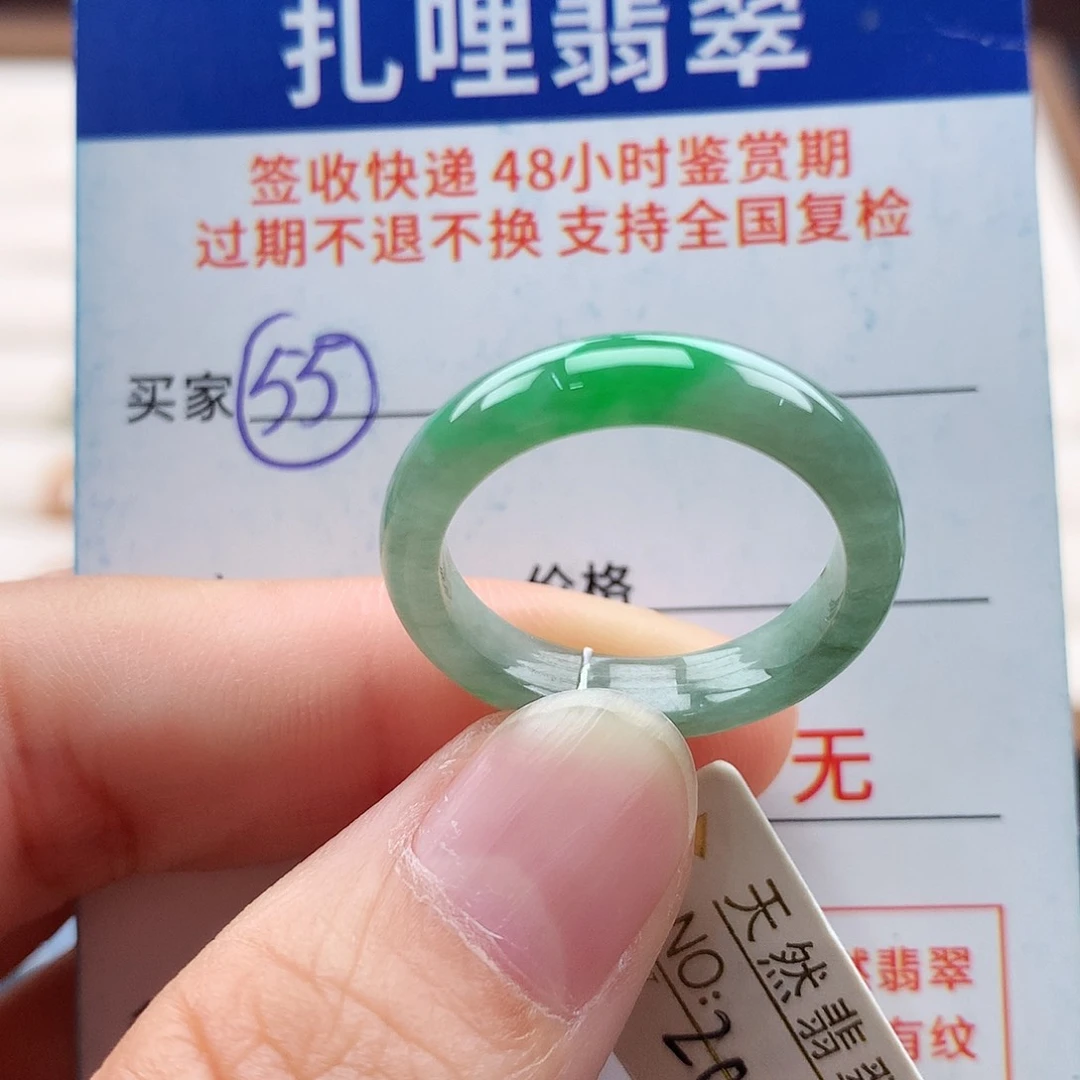 扎哩翡翠
签收快递 48小时鉴赏期
过期不退不换 支持全国复检
买家 55
价格
无
翡翠
有纹
天然翡翠
NO:20